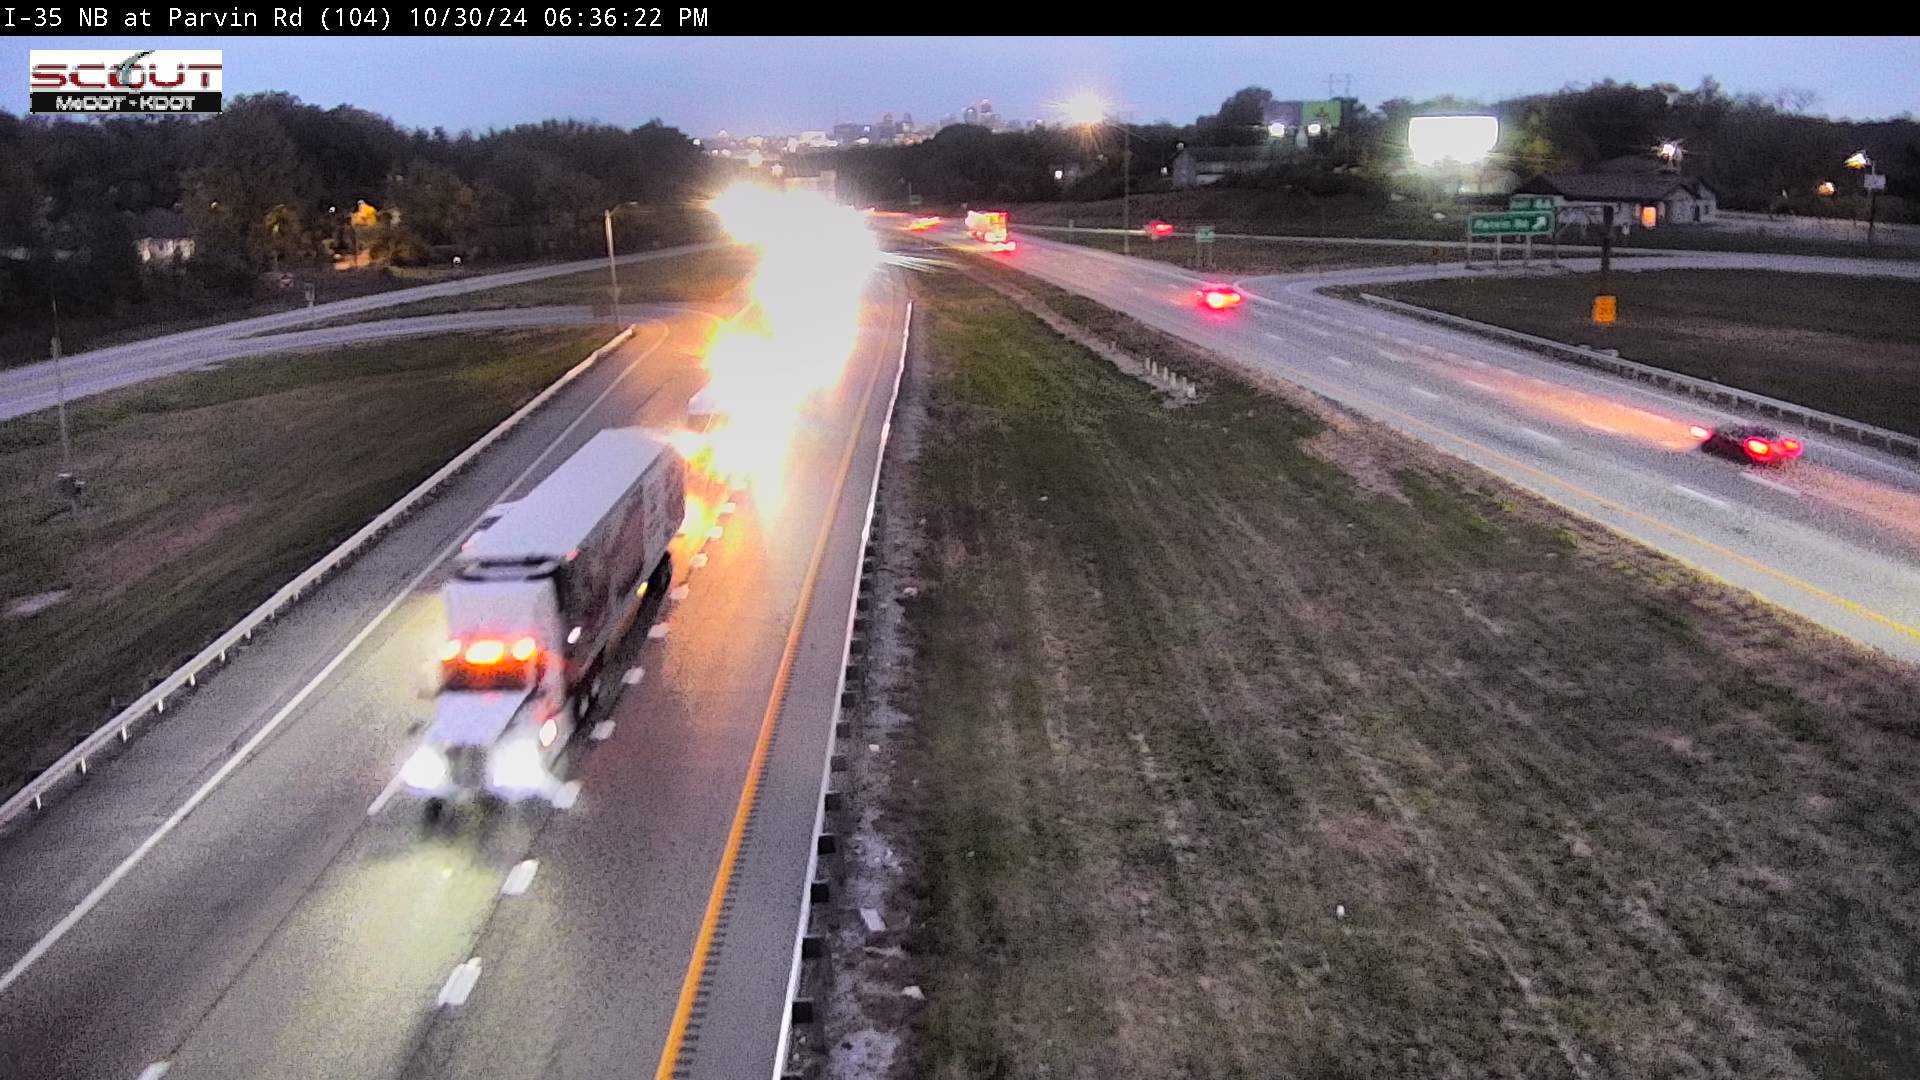 I-35 NB at Parvin Rd (104) 10/30/24 06:36:22 PM
SCOUT
MoDOT - KDOT
Parvin Rd